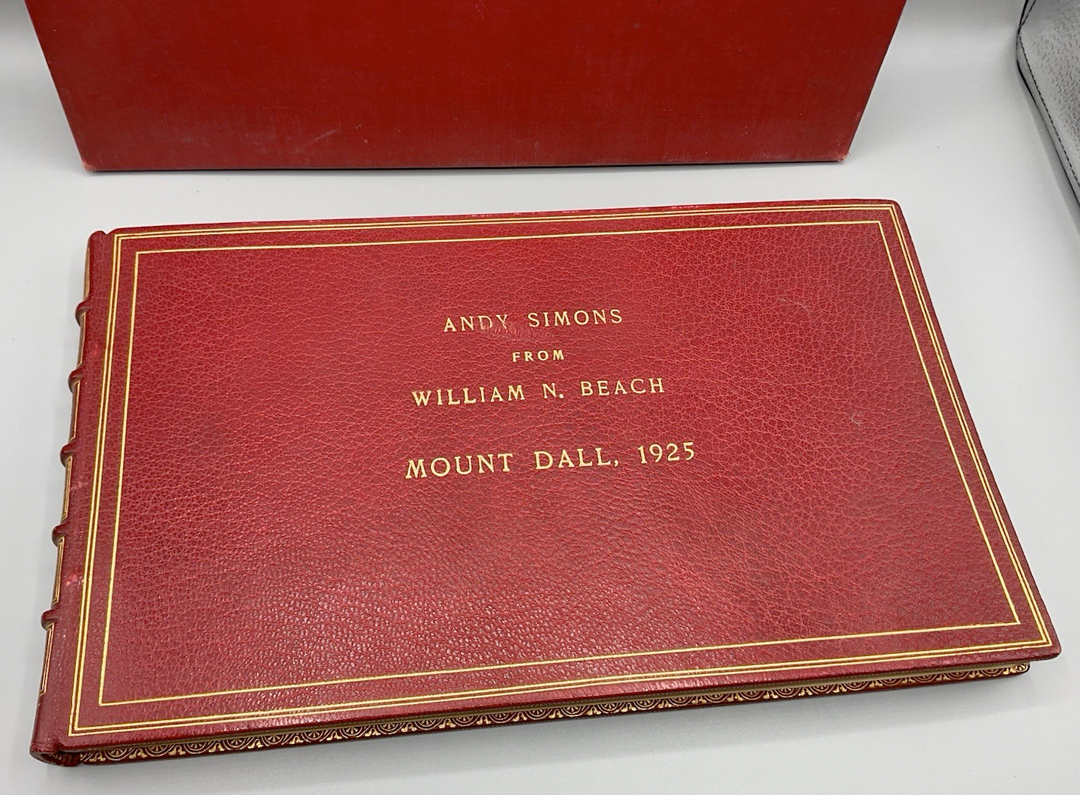 ANDY SIMONS
FROM
WILLIAM N. BEACH
MOUNT DALL, 1925